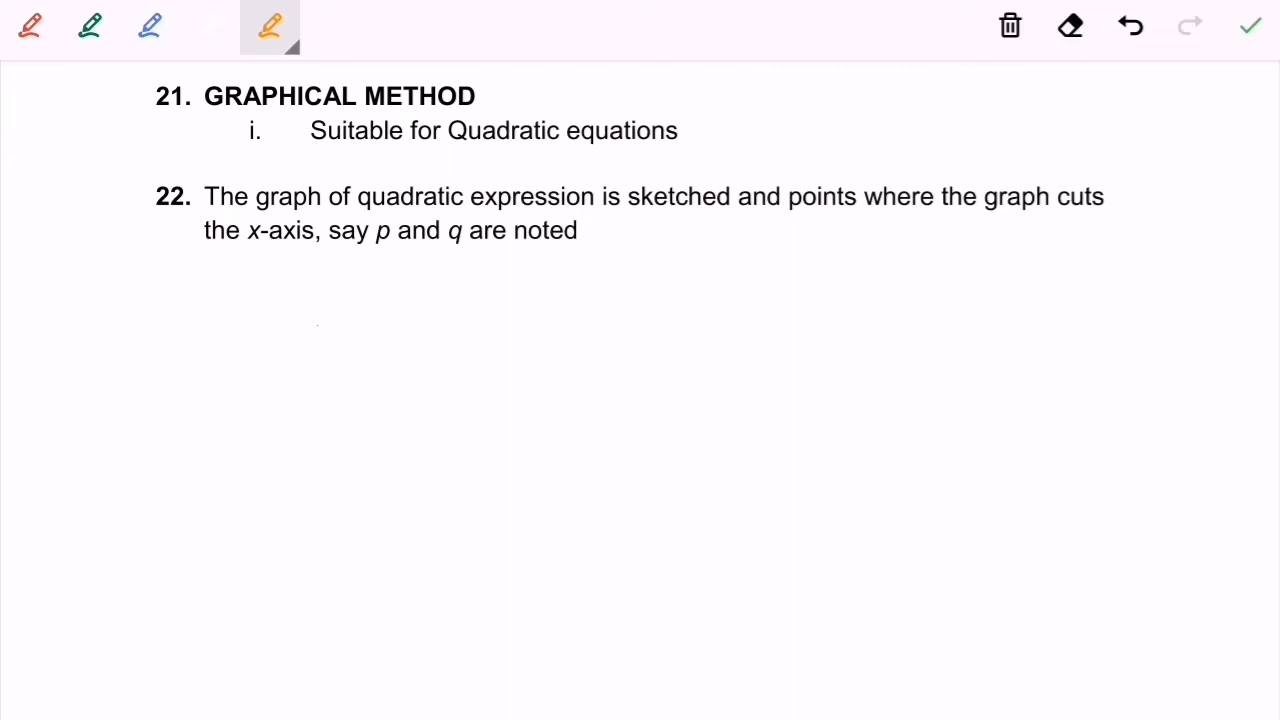 21. GRAPHICAL METHOD
i. Suitable for Quadratic equations
22. The graph of quadratic expression is sketched and points where the graph cuts
the x-axis, say p and q are noted